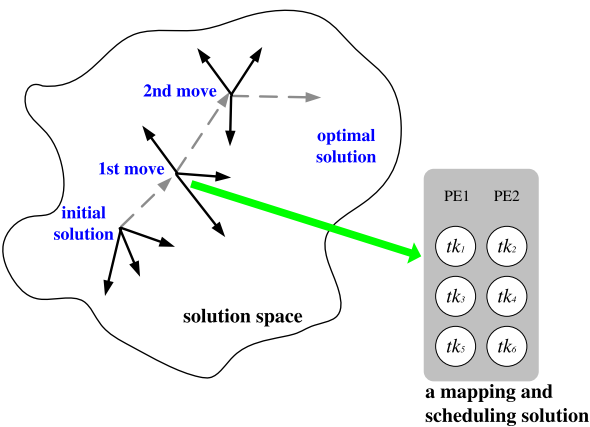 2nd move
optimal
solution
1st move
initial
solution
solution space
PE1 PE2
tk1 tk2
tk3 tk4
tk5 tk6
a mapping and
scheduling solution